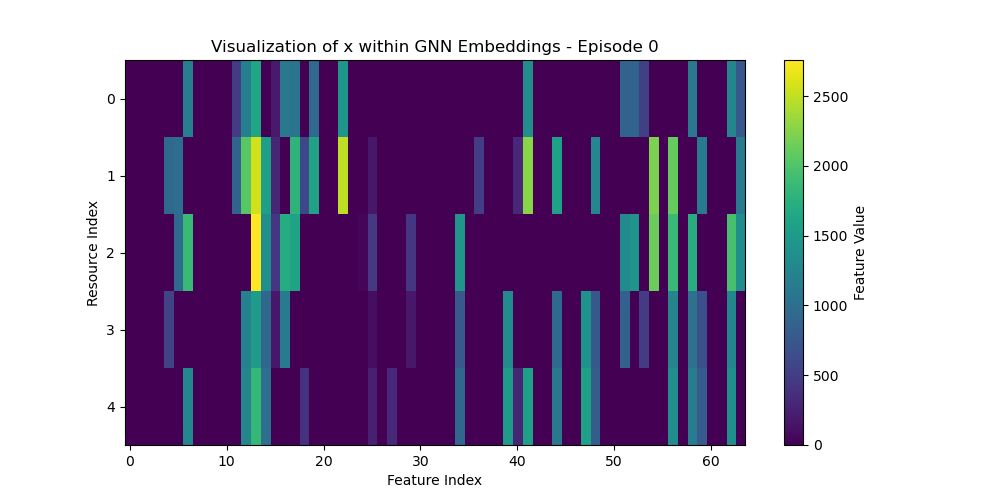 Visualization of x within GNN Embeddings - Episode 0
Resource Index
0
1
2
3
4
0 10 20 30 40 50 60
Feature Index
2500
2000
1500
1000
500
0
Feature Value